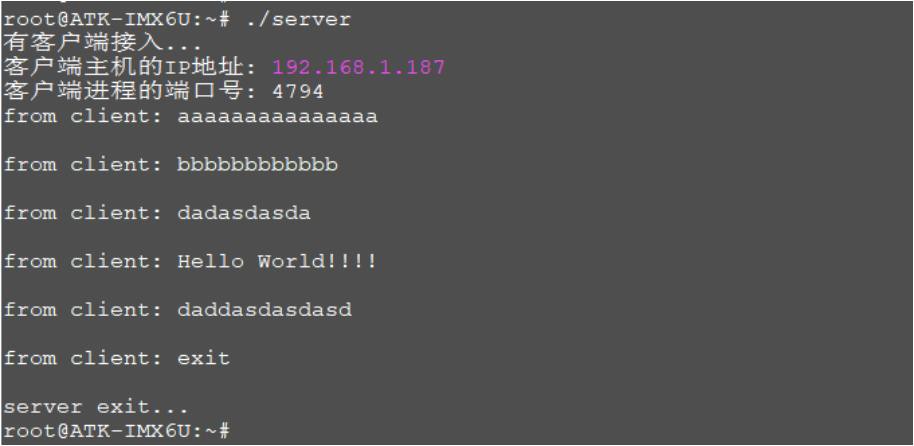 root@ATK-IMX6U:~# ./server
有客户端接入...
客户端主机的IP地址: 192.168.1.187
客户端进程的端口号: 4794
from client: aaaaaaaaaaaaaaa
from client: bbbbbbbbbbbb
from client: dadasdasda
from client: Hello World!!!!
from client: daddasdasdasd
from client: exit
server exit...
root@ATK-IMX6U:~#